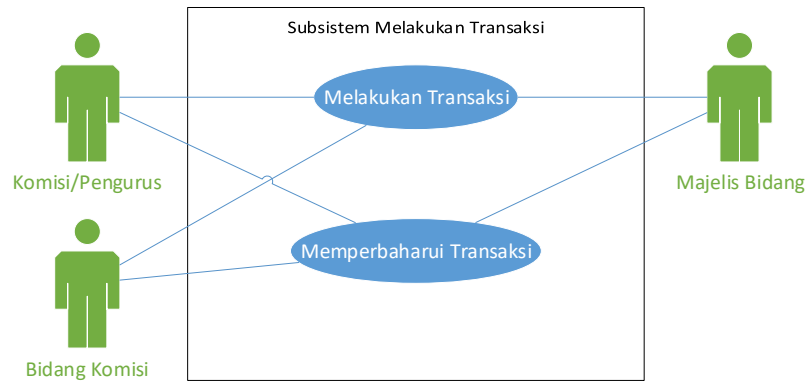 Subsistem Melakukan Transaksi
Melakukan Transaksi
Komisi/Pengurus
Majelis Bidang
Memperbaharui Transaksi
Bidang Komisi